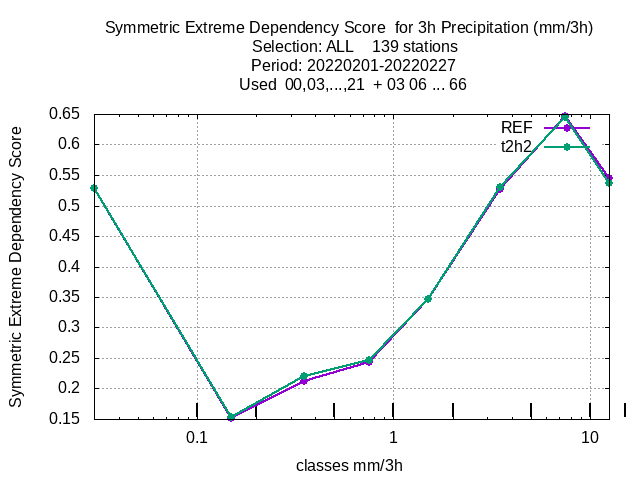 Symmetric Extreme Dependency Score  for 3h Precipitation (mm/3h)
Selection: ALL    139 stations
Period: 20220201-20220227
Used  00,03,...,21  + 03 06 ... 66
REF
t2h2
Symmetric Extreme Dependency Score
0.65
0.6
0.55
0.5
0.45
0.4
0.35
0.3
0.25
0.2
0.15
0.1
1
10
classes mm/3h